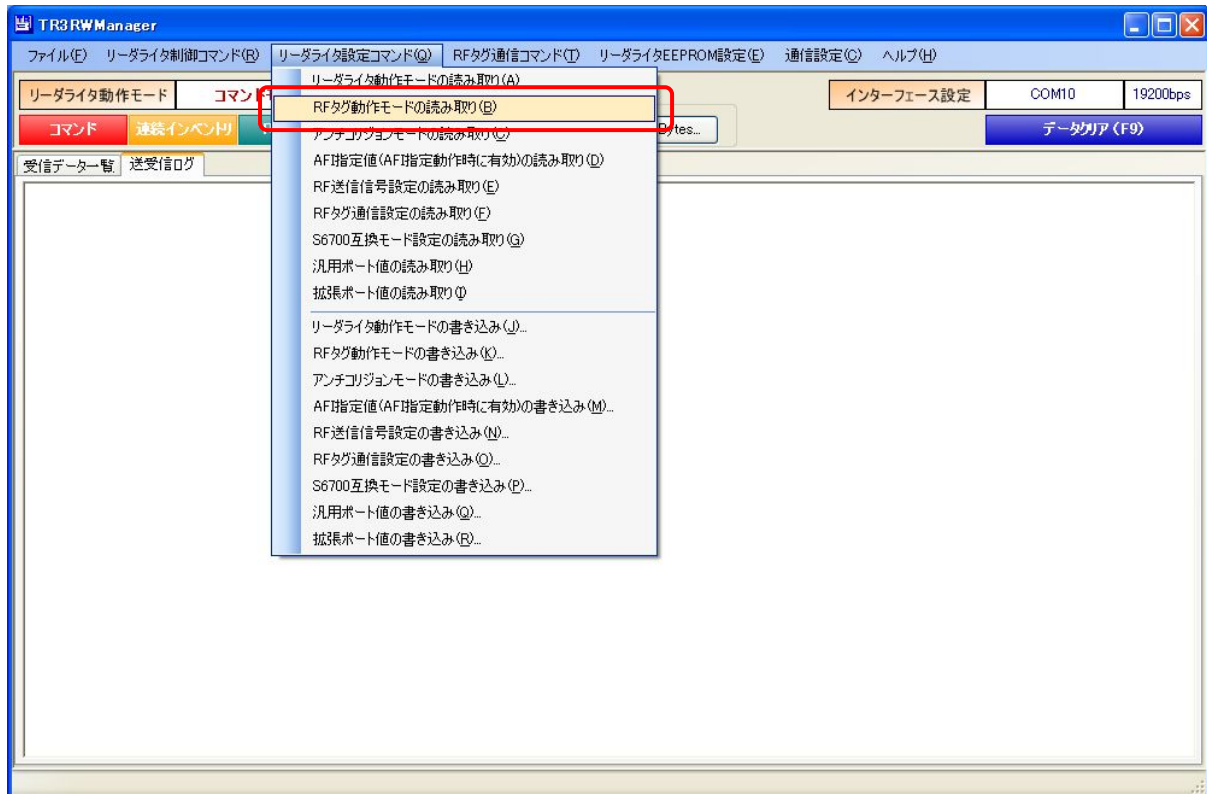 TR3RWManager
ファイル(F) リーダライタ制御コマンド(R) リーダライタ設定コマンド(Q) RFタグ通信コマンド(T) リーダライタEEPROM設定(E) 通信設定(C) ヘルプ(H)
リーダライタ動作モード コマンド インターフェース設定 COM10 19200bps
コマンド 連続インベントリ Bytes... データクリア(F9)
受信データ一覧 送受信ログ
リーダライタ動作モードの読み取り(A)
RFタグ動作モードの読み取り(B)
アンチコリジョンモードの読み取り(C)
AFI指定値(AFI指定動作時に有効)の読み取り(D)
RF送信信号設定の読み取り(E)
RFタグ通信設定の読み取り(F)
S6700互換モード設定の読み取り(G)
汎用ポート値の読み取り(H)
拡張ポート値の読み取り(I)
リーダライタ動作モードの書き込み(J)...
RFタグ動作モードの書き込み(K)...
アンチコリジョンモードの書き込み(L)...
AFI指定値(AFI指定動作時に有効)の書き込み(M)...
RF送信信号設定の書き込み(N)...
RFタグ通信設定の書き込み(O)...
S6700互換モード設定の書き込み(P)...
汎用ポート値の書き込み(Q)...
拡張ポート値の書き込み(R)...